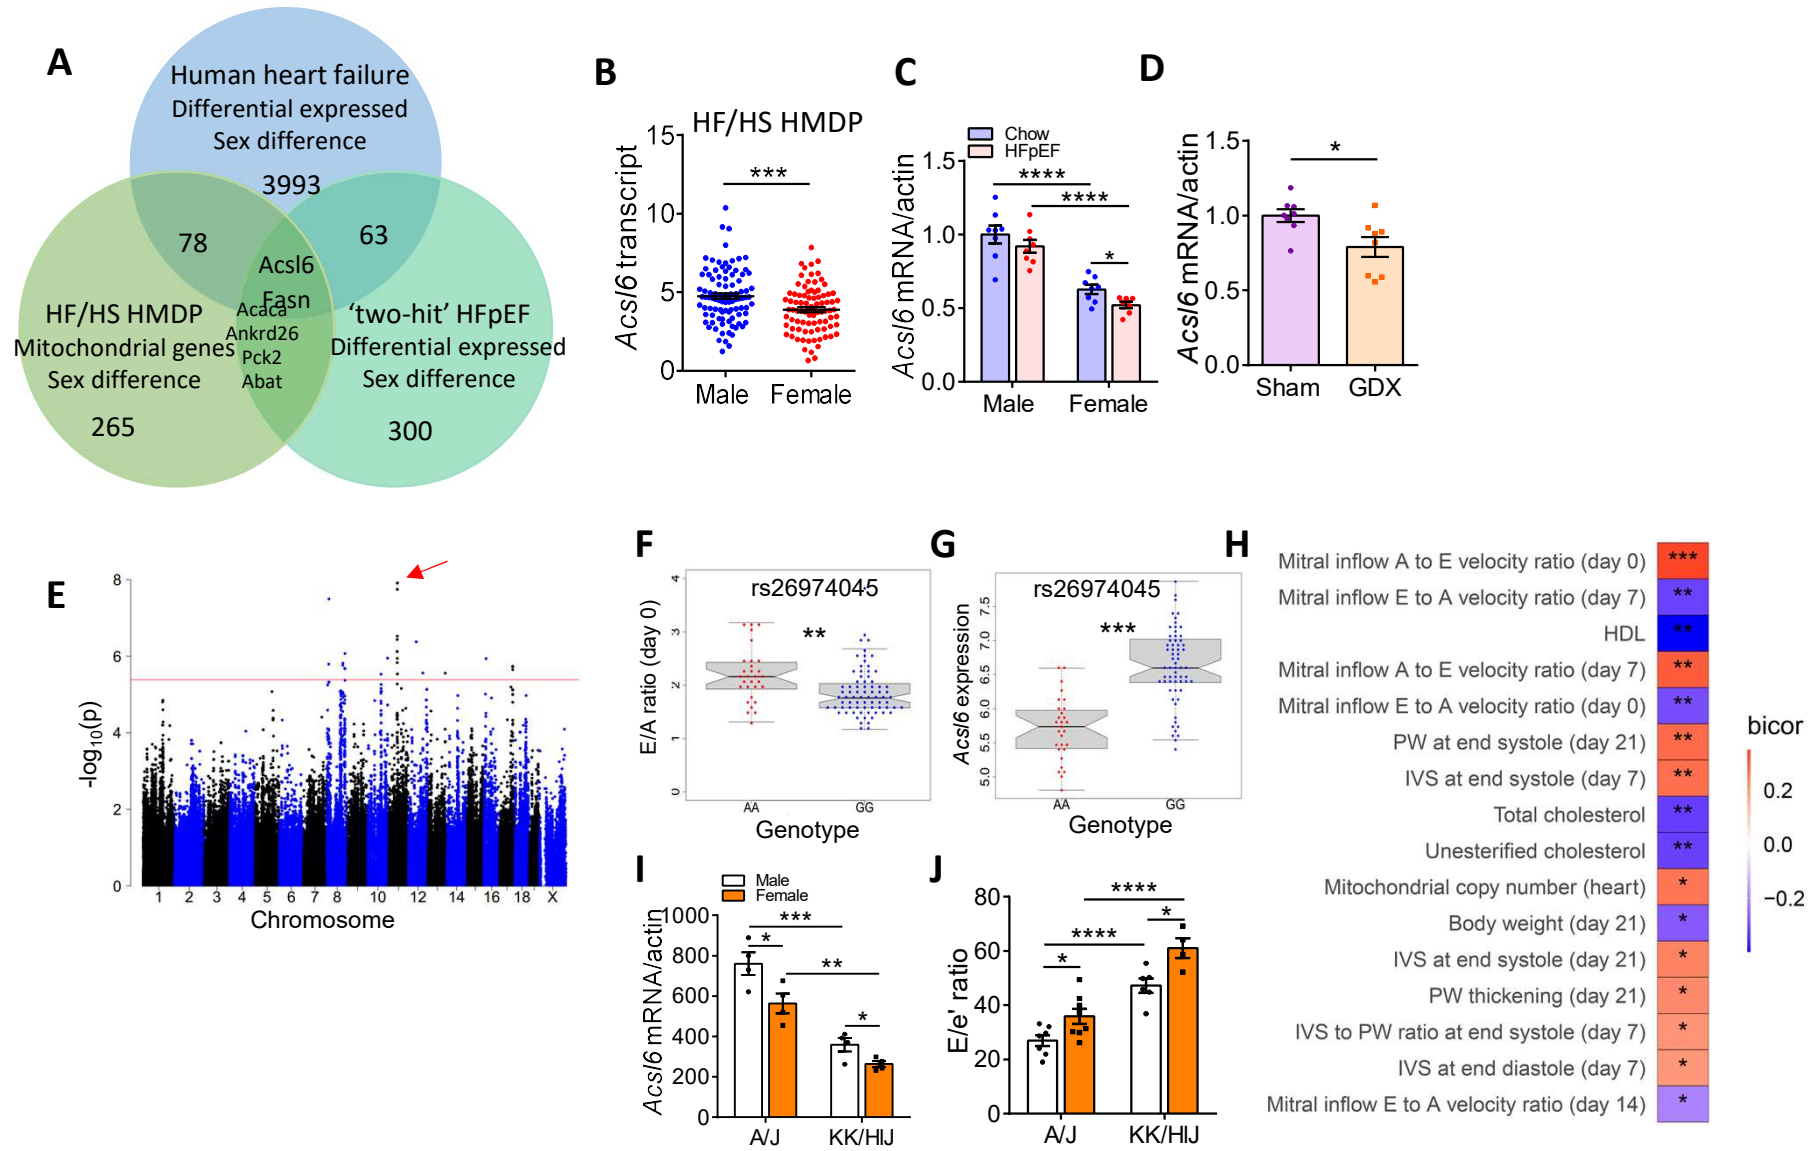 A
Human heart failure
Differential expressed
Sex difference
3993
78
63
Acsl6
Fasn
Acaca
Ankrd26
Pck2
Abat
HF/HS HMDP
Mitochondrial genes
Sex difference
265
‘two-hit’ HFpEF
Differential expressed
Sex difference
300
B
HF/HS HMDP
Acsl6 transcript
15
10
5
0
***
Male
Female
C
Chow
HFpEF
Acsl6 mRNA/actin
1.5
1.0
0.5
0.0
****
****
*
Male
Female
D
Acsl6 mRNA/actin
1.5
1.0
0.5
0.0
*
Sham
GDX
E
-log10(p)
8
6
4
2
0
1
2
3
4
5
6
7
8
10
12
14
16
18
X
Chromosome
F
rs26974045
E/A ratio (day 0)
4
3
2
1
0
**
AA
GG
Genotype
G
rs26974045
Acsl6 expression
7.5
7.0
6.5
6.0
5.5
5.0
***
AA
GG
Genotype
H
Mitral inflow A to E velocity ratio (day 0)
***
Mitral inflow E to A velocity ratio (day 7)
**
HDL
**
Mitral inflow A to E velocity ratio (day 7)
**
Mitral inflow E to A velocity ratio (day 0)
**
PW at end systole (day 21)
**
IVS at end systole (day 7)
**
Total cholesterol
**
Unesterified cholesterol
**
Mitochondrial copy number (heart)
*
Body weight (day 21)
*
IVS at end systole (day 21)
*
PW thickening (day 21)
*
IVS to PW ratio at end systole (day 7)
*
IVS at end diastole (day 7)
*
Mitral inflow E to A velocity ratio (day 14)
*
bicor
0.2
0.0
−0.2
I
Male
Female
Acsl6 mRNA/actin
1000
800
600
400
200
0
***
*
**
*
A/J
KK/HIJ
J
E/e' ratio
80
60
40
20
0
****
*
****
*
A/J
KK/HIJ